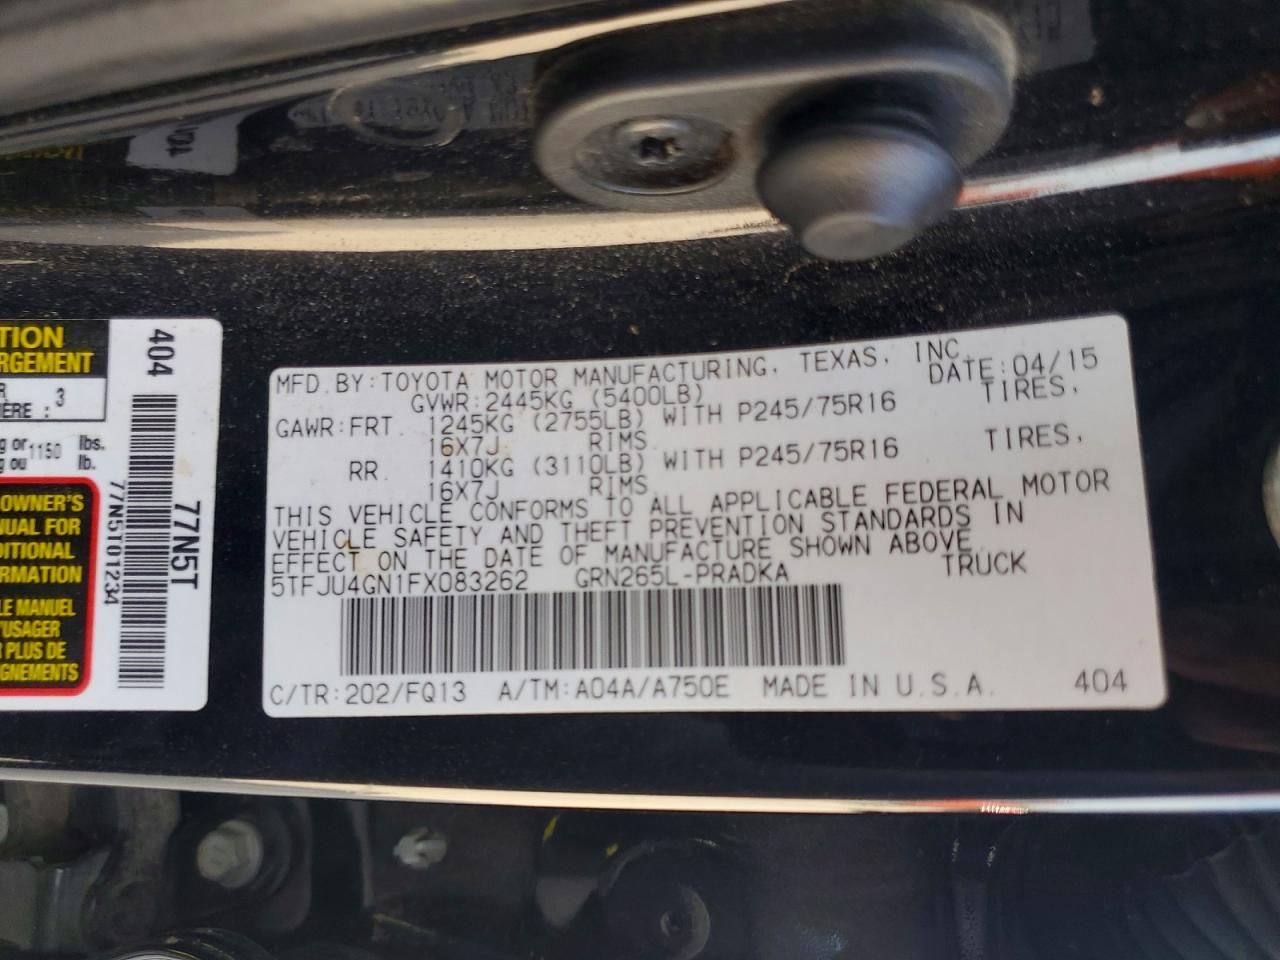 TION
RGEMENT
3
ÈRE :
g or 1150 lbs.
g ou lb.
OWNER'S
NUAL FOR
DITIONAL
RMATION
LE MANUEL
'USAGER
R PLUS DE
GNEMENTS
404
77N5T
77N5T01234
MFD. BY: TOYOTA MOTOR MANUFACTURING, TEXAS, INC.
DATE: 04/15
GVWR: 2445KG (5400LB)
GAWR: FRT. 1245KG (2755LB) WITH P245/75R16 TIRES,
16X7J RIMS
RR. 1410KG (3110LB) WITH P245/75R16 TIRES,
16X7J RIMS
THIS VEHICLE CONFORMS TO ALL APPLICABLE FEDERAL MOTOR
VEHICLE SAFETY AND THEFT PREVENTION STANDARDS IN
EFFECT ON THE DATE OF MANUFACTURE SHOWN ABOVE.
5TFJU4GN1FX083262 GRN265L-PRADKA TRUCK
C/TR: 202/FQ13 A/TM: A04A/A750E MADE IN U.S.A. 404